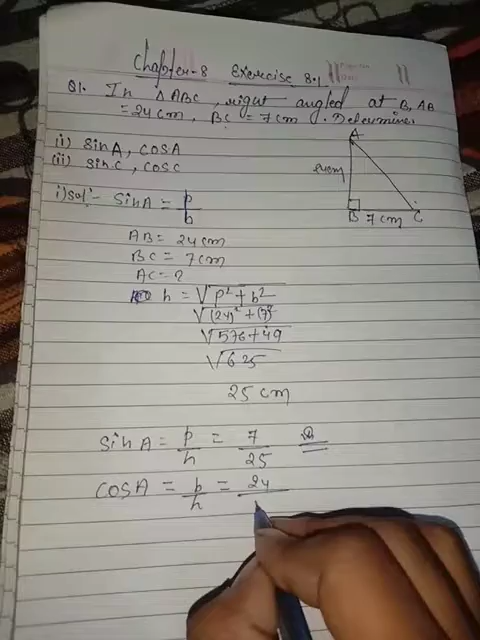 Chapter-8 Exercise 8.1
Q1. In △ABC, right angled at B, AB
= 24 cm, BC = 7 cm. Determine:
(i) sinA, cosA
(ii) sinC, cosC
A
24cm
B 7cm C
i) Sol:- sinA = p/h
AB = 24 cm
BC = 7 cm
AC = ?
h = √p² + b²
√(24)² + (7)²
√576 + 49
√625
25 cm
sinA = p/h = 7/25
cosA = b/h = 24